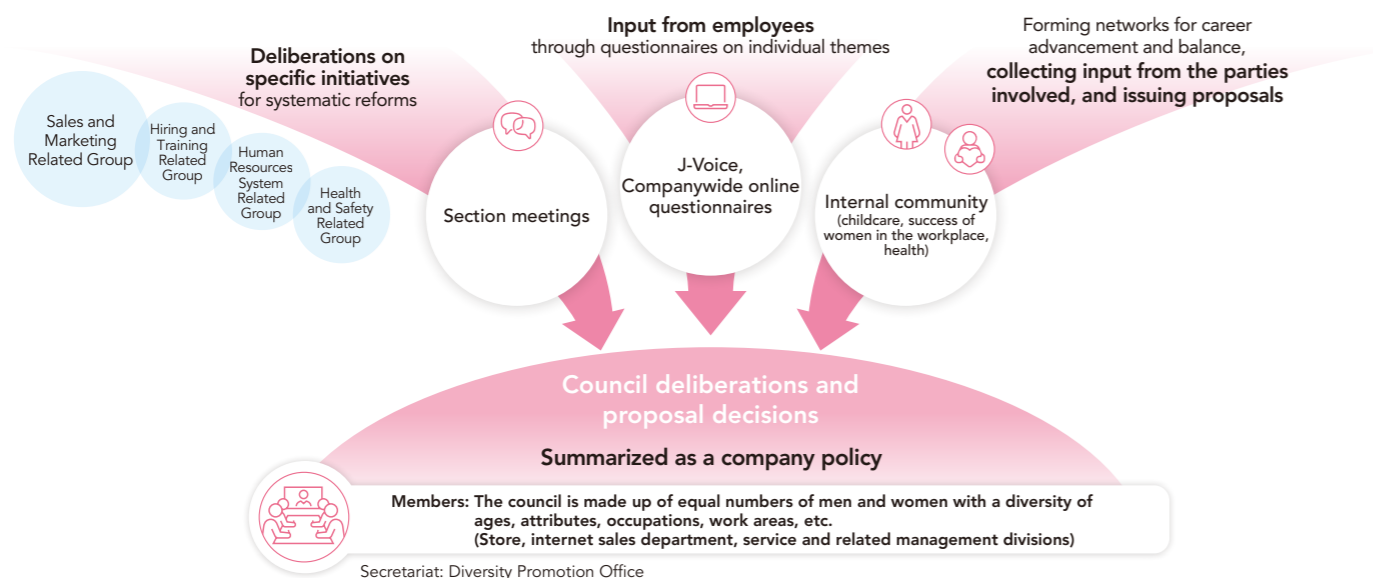 Deliberations on
specific initiatives
for systematic reforms
Input from employees
through questionnaires on individual themes
Forming networks for career
advancement and balance,
collecting input from the parties
involved, and issuing proposals
Sales and
Marketing
Related Group
Hiring and
Training
Related
Group
Human
Resources
System
Related
Group
Health
and Safety
Related
Group
Section meetings
J-Voice,
Companywide online
questionnaires
Internal community
(childcare, success of
women in the workplace,
health)
Council deliberations and
proposal decisions
Summarized as a company policy
Members: The council is made up of equal numbers of men and women with a diversity of
ages, attributes, occupations, work areas, etc.
(Store, internet sales department, service and related management divisions)
Secretariat: Diversity Promotion Office